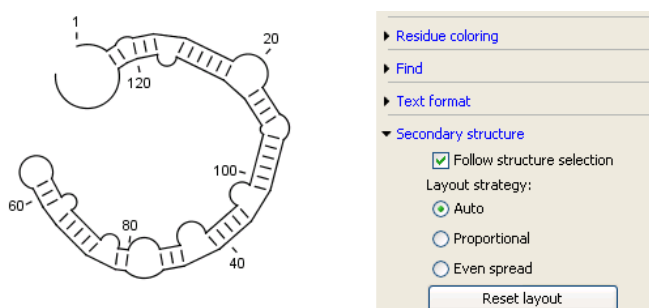 1
20
120
100
60
80
40
Residue coloring
Find
Text format
Secondary structure
Follow structure selection
Layout strategy:
Auto
Proportional
Even spread
Reset layout